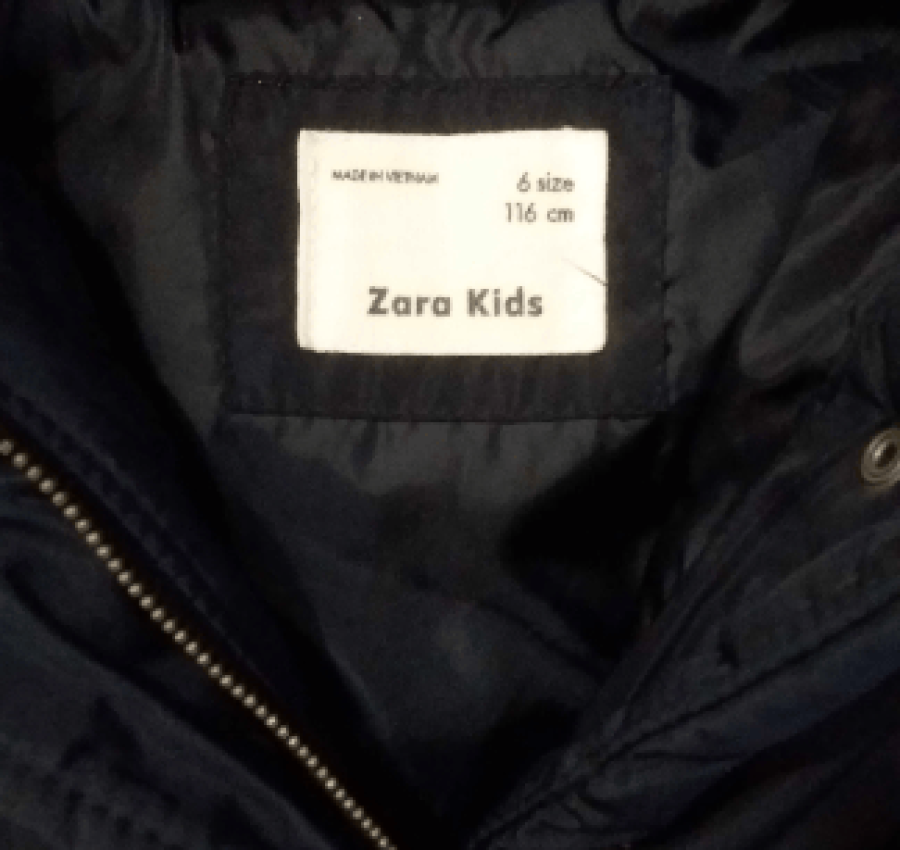 MADE IN VIETNAM
6 size
116 cm
Zara Kids